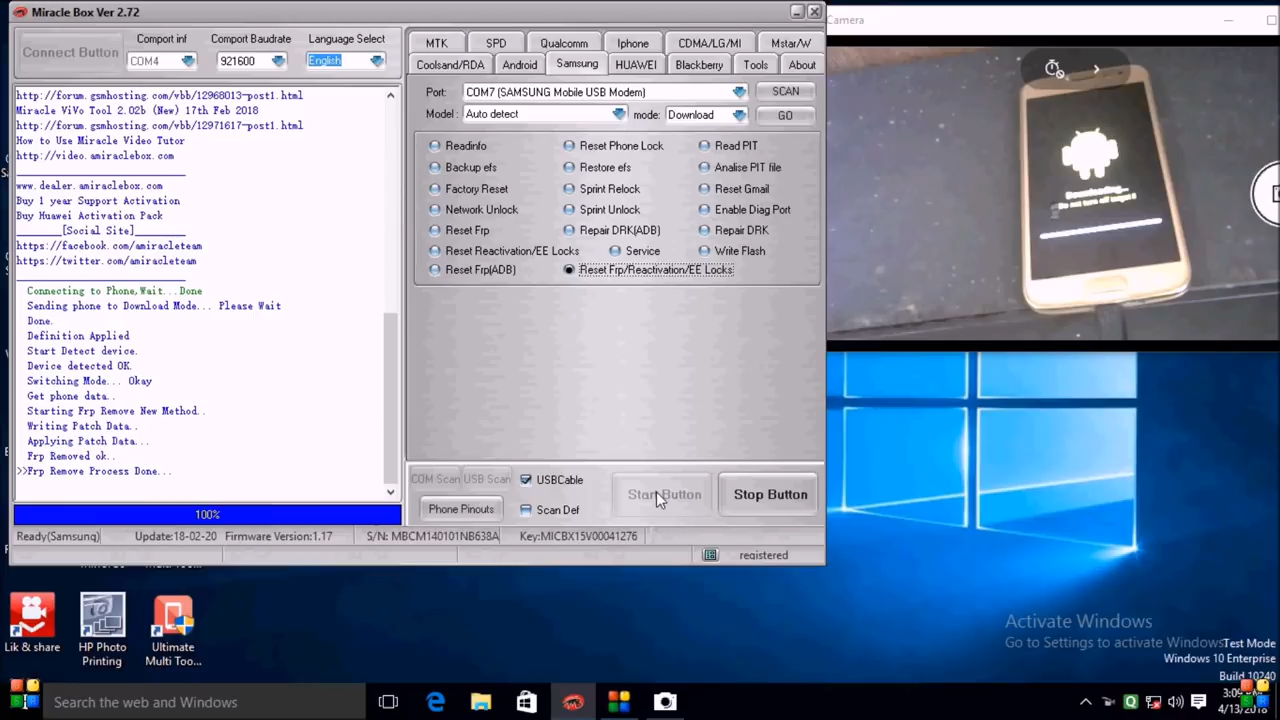 Miracle Box Ver 2.72
Connect Button
Comport inf
Comport Baudrate
Language Select
COM4
921600
English
http://forum.gsmhosting.com/vbb/12968013-post1.html
Miracle ViVo Tool 2.02b (New) 17th Feb 2018
http://forum.gsmhosting.com/vbb/12971617-post1.html
How to Use Miracle Video Tutor
http://video.amiraclebox.com
www.dealer.amiraclebox.com
Buy 1 year Support Activation
Buy Huawei Activation Pack
______[Social Site]______
https://facebook.com/amiracleteam
https://twitter.com/amiracleteam
Connecting to Phone,Wait...Done
Sending phone to Download Mode... Please Wait
Done.
Definition Applied
Start Detect device.
Device detected OK.
Switching Mode... Okay
Get phone data..
Starting Frp Remove New Method..
Writing Patch Data..
Applying Patch Data...
Frp Removed ok..
>>Frp Remove Process Done...
100%
MTK
SPD
Qualcomm
Iphone
CDMA/LG/MI
Mstar/W
Coolsand/RDA
Android
Samsung
HUAWEI
Blackberry
Tools
About
Port:
COM7 (SAMSUNG Mobile USB Modem)
SCAN
Model :
Auto detect
mode:
Download
GO
Readinfo
Reset Phone Lock
Read PIT
Backup efs
Restore efs
Analise PIT file
Factory Reset
Sprint Relock
Reset Gmail
Network Unlock
Sprint Unlock
Enable Diag Port
Reset Frp
Repair DRK(ADB)
Repair DRK
Reset Reactivation/EE Locks
Service
Write Flash
Reset Frp(ADB)
Reset Frp/Reactivation/EE Locks
COM Scan
USB Scan
USBCable
Start Button
Stop Button
Phone Pinouts
Scan Def
Ready(Samsung)
Update:18-02-20
Firmware Version:1.17
S/N: MBCM140101NB638A
Key:MICBX15V00041276
registered
Camera
Downloading...
Do not turn off target !!
Lik & share
HP Photo
Printing
Ultimate
Multi Too...
Activate Windows
Go to Settings to activate Windows
Test Mode
Windows 10 Enterprise
Build 10240
Search the web and Windows
4/13/2018